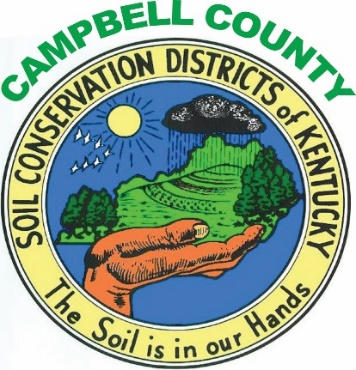 CAMPBELL COUNTY
SOIL CONSERVATION DISTRICTS of KENTUCKY
The Soil is in our Hands